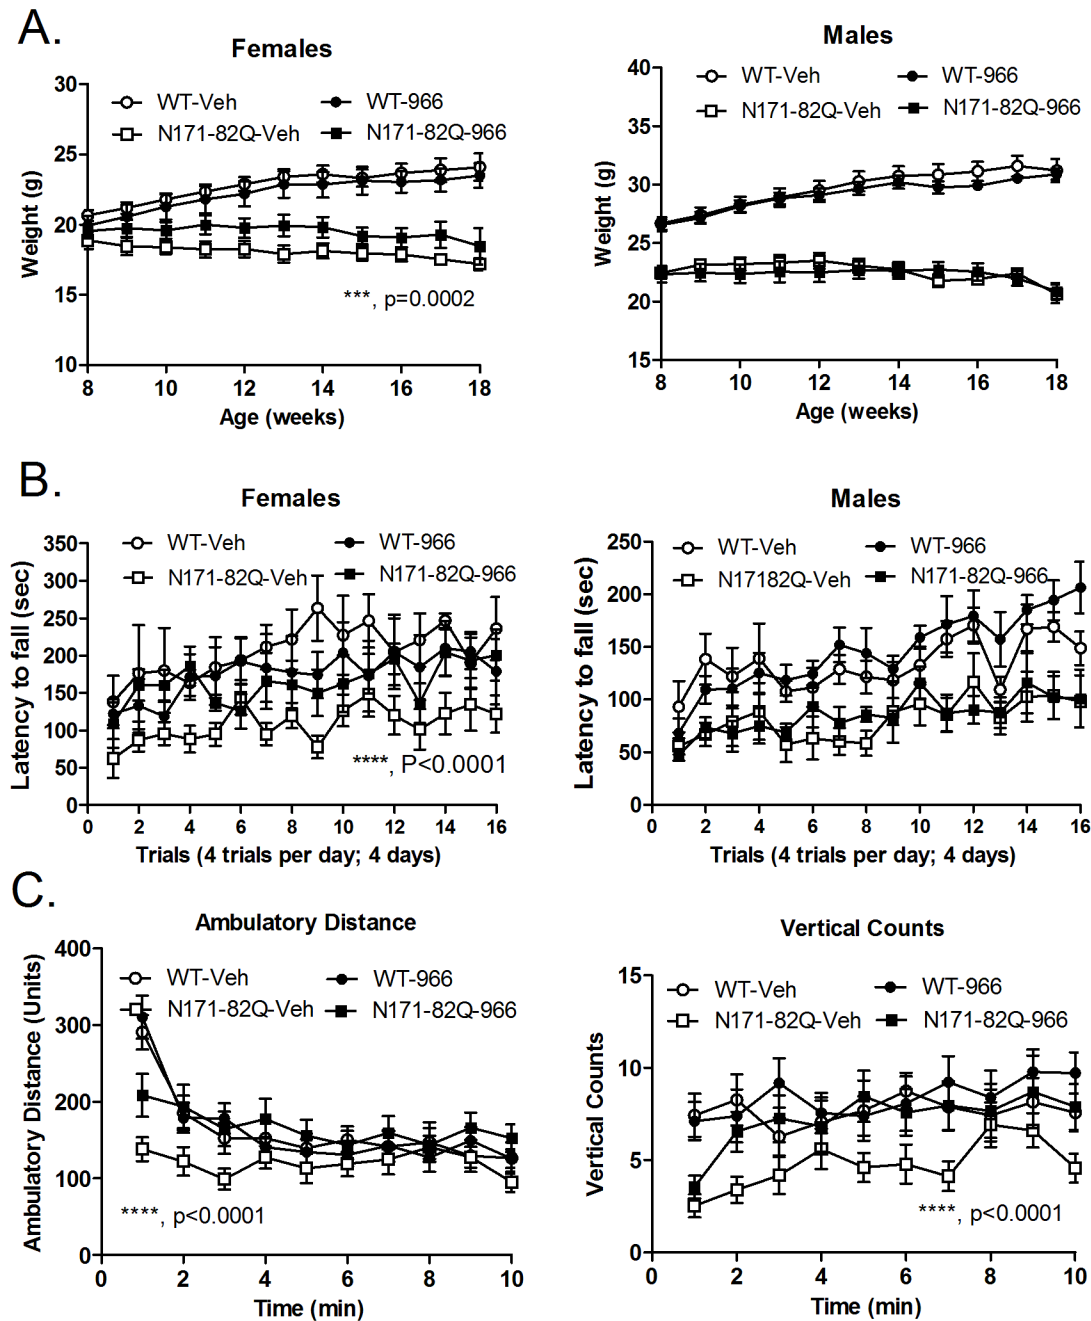 A.
Females
WT-Veh
WT-966
N171-82Q-Veh
N171-82Q-966
30
25
20
15
10
Weight (g)
***, p=0.0002
8 10 12 14 16 18
Age (weeks)
Males
WT-Veh
WT-966
N171-82Q-Veh
N171-82Q-966
40
35
30
25
20
15
Weight (g)
8 10 12 14 16 18
Age (weeks)
B.
Females
WT-Veh
WT-966
N171-82Q-Veh
N171-82Q-966
350
300
250
200
150
100
50
0
Latency to fall (sec)
****, P<0.0001
0 2 4 6 8 10 12 14 16
Trials (4 trials per day; 4 days)
Males
WT-Veh
WT-966
N17182Q-Veh
N171-82Q-966
250
200
150
100
50
0
Latency to fall (sec)
0 2 4 6 8 10 12 14 16
Trials (4 trials per day; 4 days)
C.
Ambulatory Distance
WT-Veh
WT-966
N171-82Q-Veh
N171-82Q-966
400
300
200
100
0
Ambulatory Distance (Units)
****, p<0.0001
0 2 4 6 8 10
Time (min)
Vertical Counts
WT-Veh
WT-966
N171-82Q-Veh
N171-82Q-966
15
10
5
0
Vertical Counts
****, p<0.0001
0 2 4 6 8 10
Time (min)